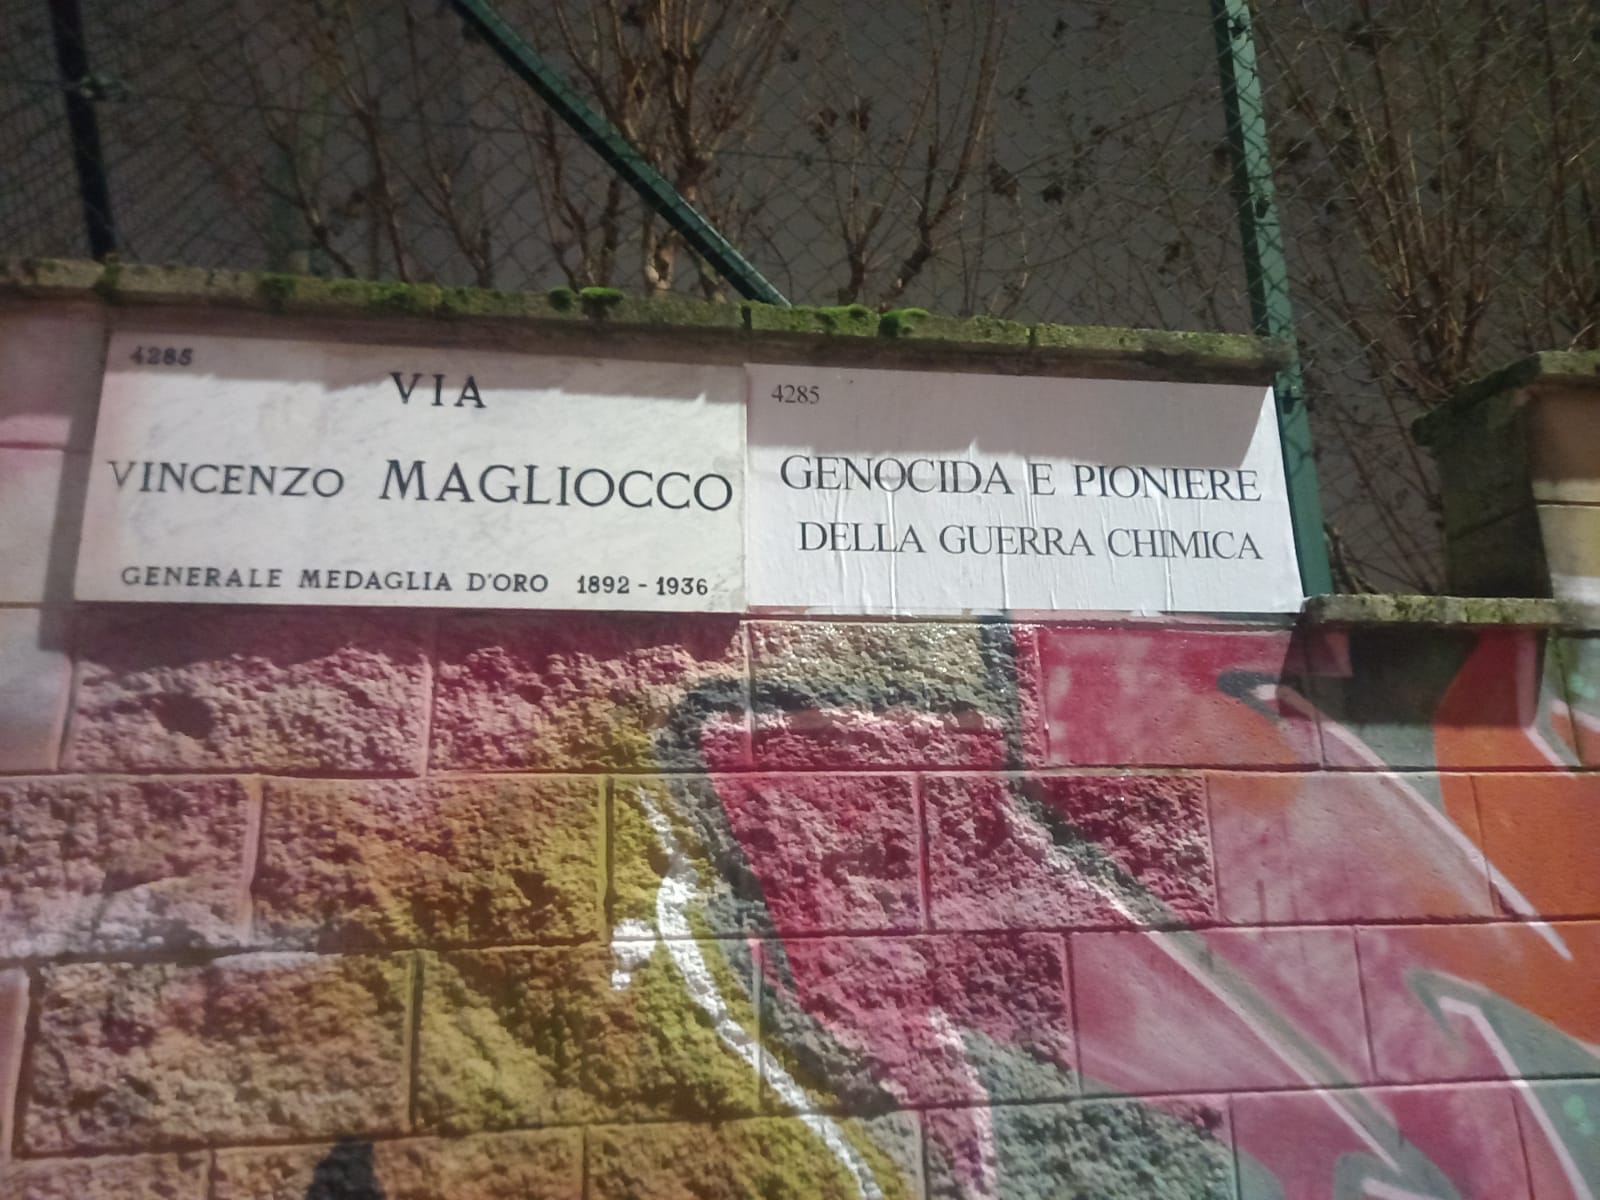 4285
VIA
VINCENZO MAGLIOCCO
GENERALE MEDAGLIA D'ORO 1892 - 1936
4285
GENOCIDA E PIONIERE
DELLA GUERRA CHIMICA